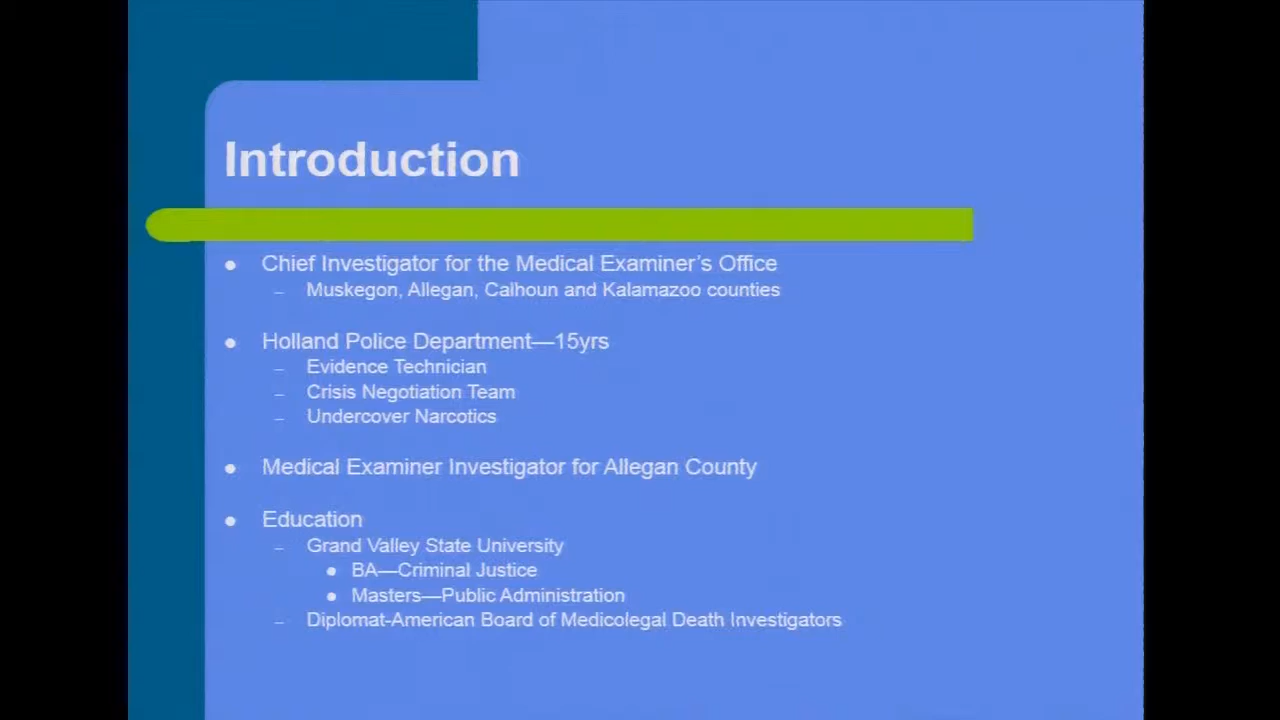 Introduction
● Chief Investigator for the Medical Examiner's Office
– Muskegon, Allegan, Calhoun and Kalamazoo counties
● Holland Police Department—15yrs
– Evidence Technician
– Crisis Negotiation Team
– Undercover Narcotics
● Medical Examiner Investigator for Allegan County
● Education
– Grand Valley State University
● BA—Criminal Justice
● Masters—Public Administration
– Diplomat-American Board of Medicolegal Death Investigators